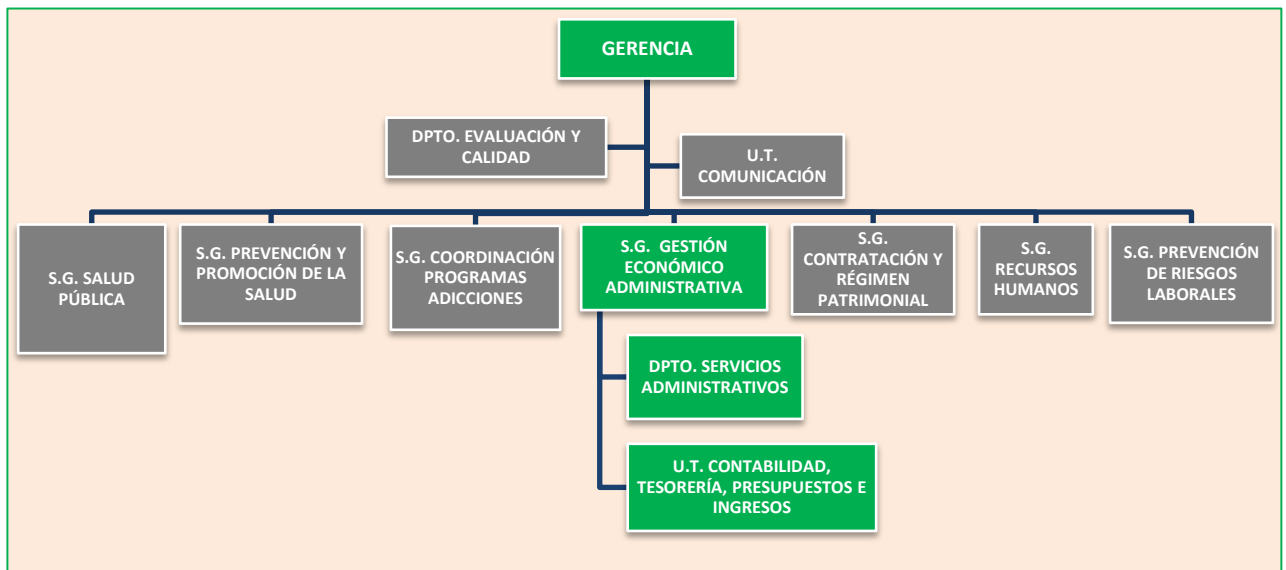 GERENCIA
DPTO. EVALUACIÓN Y
CALIDAD
U.T.
COMUNICACIÓN
S.G. SALUD
PÚBLICA
S.G. PREVENCIÓN Y
PROMOCIÓN DE LA
SALUD
S.G. COORDINACIÓN
PROGRAMAS
ADICCIONES
S.G. GESTIÓN
ECONÓMICO
ADMINISTRATIVA
S.G.
CONTRATACIÓN Y
RÉGIMEN
PATRIMONIAL
S.G.
RECURSOS
HUMANOS
S.G. PREVENCIÓN
DE RIESGOS
LABORALES
DPTO. SERVICIOS
ADMINISTRATIVOS
U.T. CONTABILIDAD,
TESORERÍA, PRESUPUESTOS E
INGRESOS